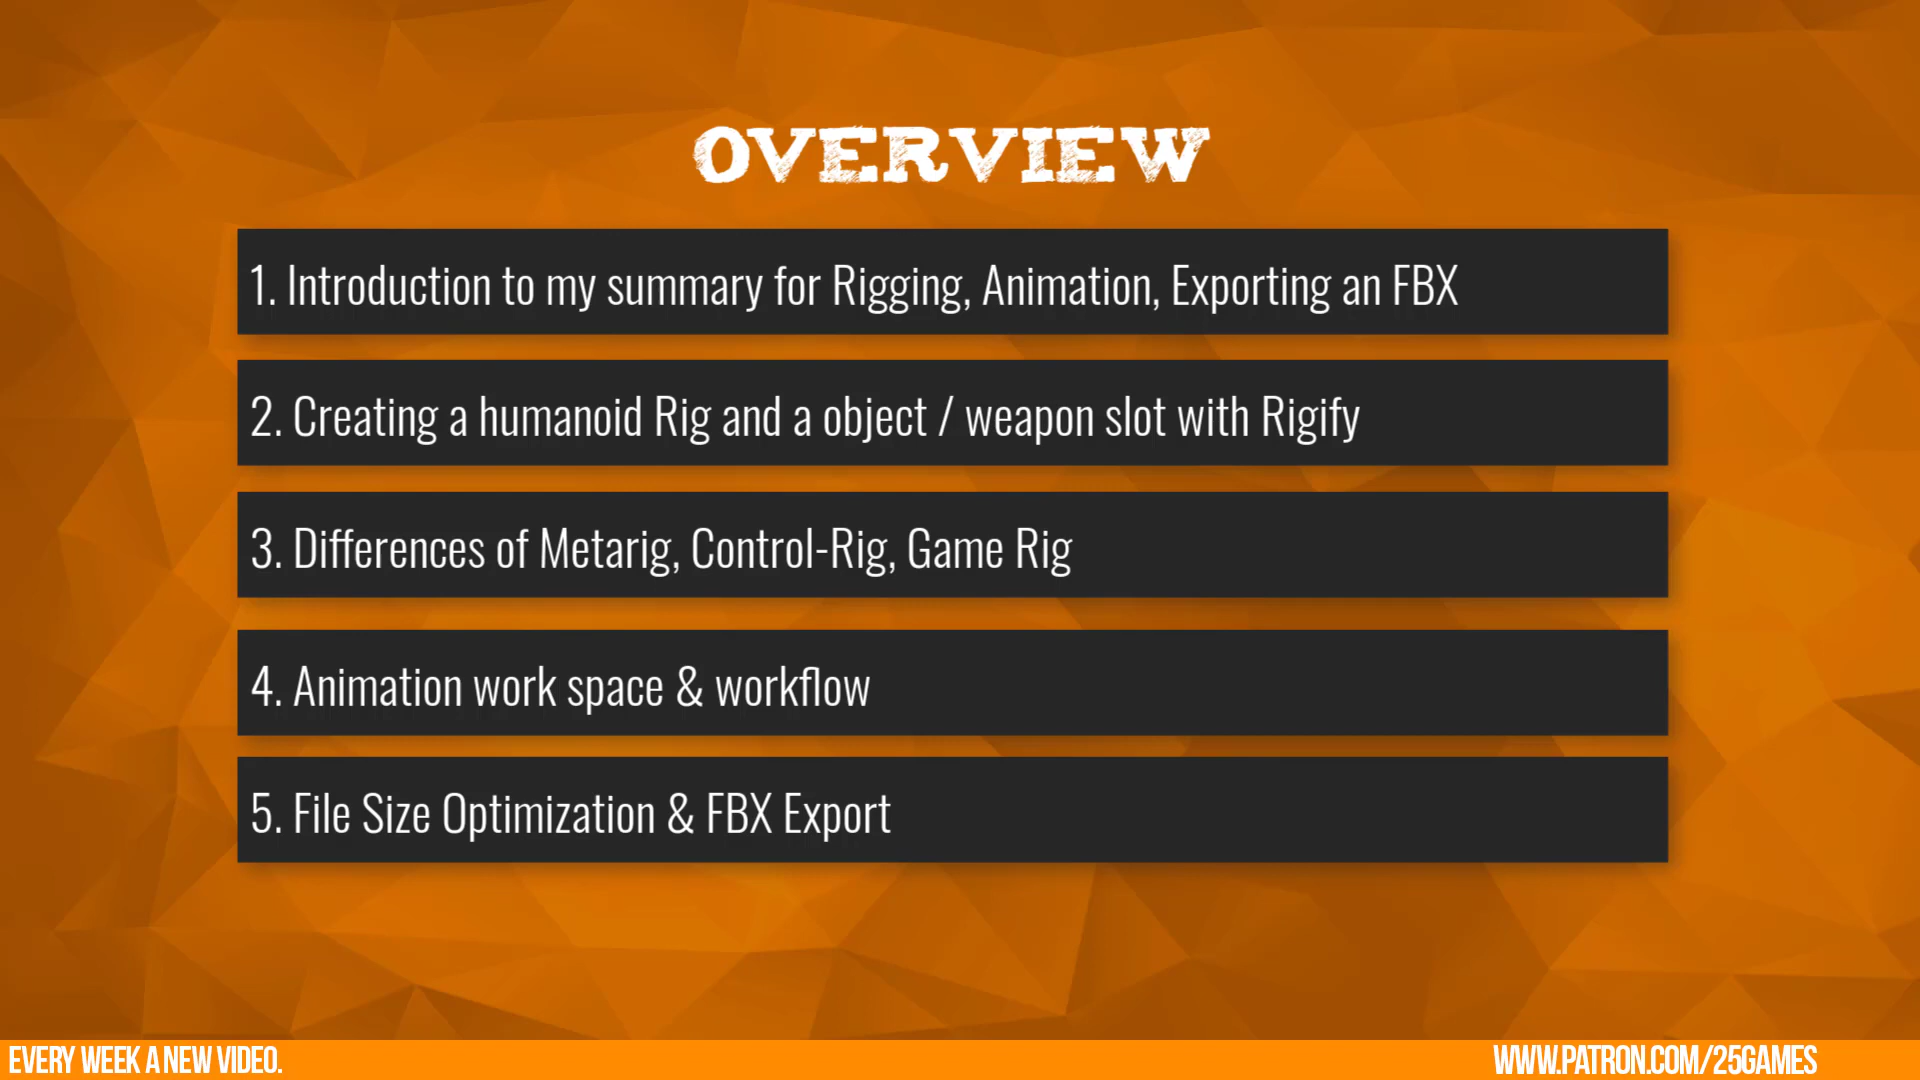 OVERVIEW
1. Introduction to my summary for Rigging, Animation, Exporting an FBX
2. Creating a humanoid Rig and a object / weapon slot with Rigify
3. Differences of Metarig, Control-Rig, Game Rig
4. Animation work space & workflow
5. File Size Optimization & FBX Export
EVERY WEEK A NEW VIDEO.
WWW.PATRON.COM/25GAMES